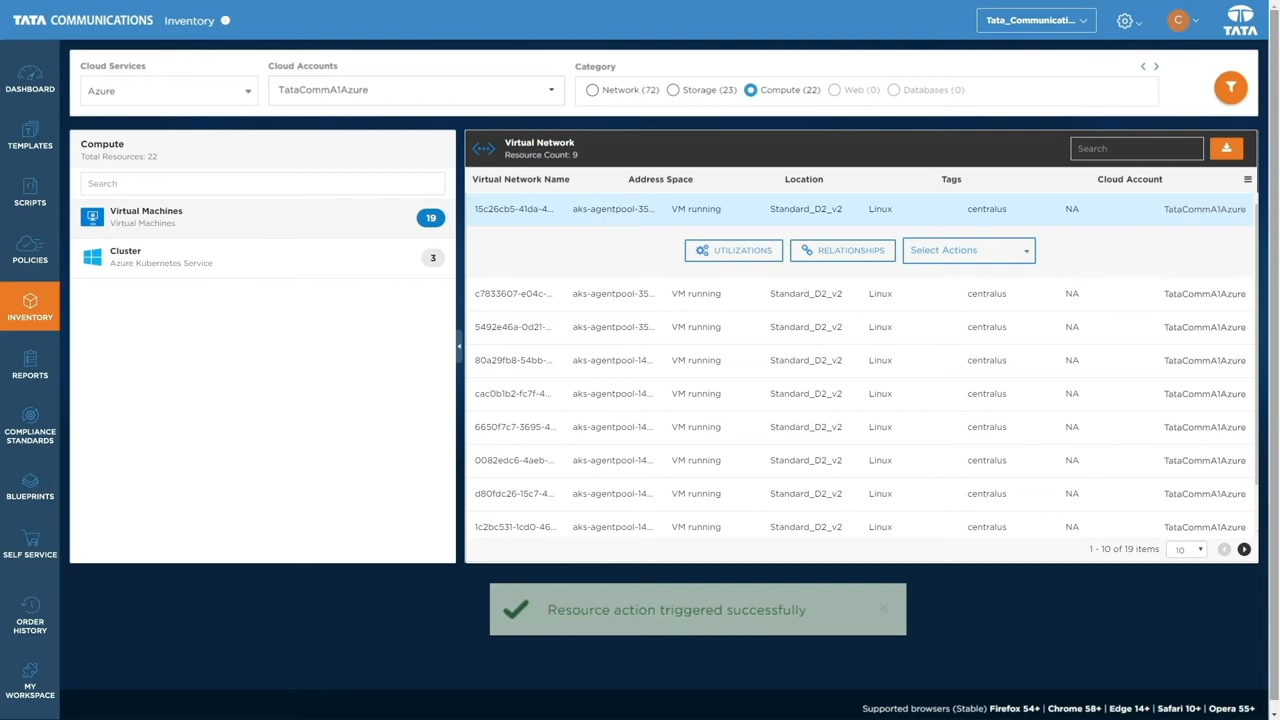 TATA COMMUNICATIONS Inventory
Tata_Communicati...
C
TATA
Cloud Services
Azure
Cloud Accounts
TataCommA1Azure
Category
Network (72) Storage (23) Compute (22) Web (0) Databases (0)
DASHBOARD
TEMPLATES
SCRIPTS
POLICIES
INVENTORY
REPORTS
COMPLIANCE
STANDARDS
BLUEPRINTS
SELF SERVICE
ORDER
HISTORY
MY
WORKSPACE
Compute
Total Resources: 22
Search
Virtual Machines
Virtual Machines
19
Cluster
Azure Kubernetes Service
3
Virtual Network
Resource Count: 9
Search
Virtual Network Name Address Space Location Tags Cloud Account
15c26cb5-41da-4... aks-agentpool-35... VM running Standard_D2_v2 Linux centralus NA TataCommA1Azure
UTILIZATIONS RELATIONSHIPS Select Actions
c7833607-e04c-... aks-agentpool-35... VM running Standard_D2_v2 Linux centralus NA TataCommA1Azure
5492e46a-0d21-... aks-agentpool-35... VM running Standard_D2_v2 Linux centralus NA TataCommA1Azure
80a29fb8-54bb-... aks-agentpool-14... VM running Standard_D2_v2 Linux centralus NA TataCommA1Azure
cac0b1b2-fc7f-4... aks-agentpool-14... VM running Standard_D2_v2 Linux centralus NA TataCommA1Azure
6650f7c7-3695-4... aks-agentpool-14... VM running Standard_D2_v2 Linux centralus NA TataCommA1Azure
0082edc6-4aeb-... aks-agentpool-14... VM running Standard_D2_v2 Linux centralus NA TataCommA1Azure
d80fdc26-15c7-4... aks-agentpool-14... VM running Standard_D2_v2 Linux centralus NA TataCommA1Azure
1c2bc531-1cd0-46... aks-agentpool-14... VM running Standard_D2_v2 Linux centralus NA TataCommA1Azure
1 - 10 of 19 items 10
Resource action triggered successfully
Supported browsers (Stable) Firefox 54+ | Chrome 58+ | Edge 14+ | Safari 10+ | Opera 55+